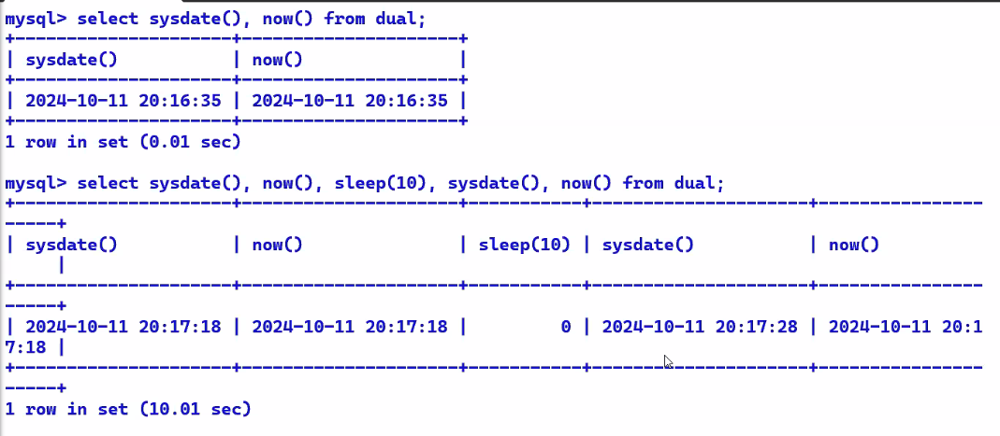 mysql> select sysdate(), now() from dual;
+---------------------+---------------------+
| sysdate()           | now()               |
+---------------------+---------------------+
| 2024-10-11 20:16:35 | 2024-10-11 20:16:35 |
+---------------------+---------------------+
1 row in set (0.01 sec)
mysql> select sysdate(), now(), sleep(10), sysdate(), now() from dual;
+---------------------+---------------------+-----------+---------------------+----------------
-----+
| sysdate()           | now()               | sleep(10) | sysdate()           | now()
     |
+---------------------+---------------------+-----------+---------------------+----------------
-----+
| 2024-10-11 20:17:18 | 2024-10-11 20:17:18 |         0 | 2024-10-11 20:17:28 | 2024-10-11 20:1
7:18 |
+---------------------+---------------------+-----------+---------------------+----------------
-----+
1 row in set (10.01 sec)